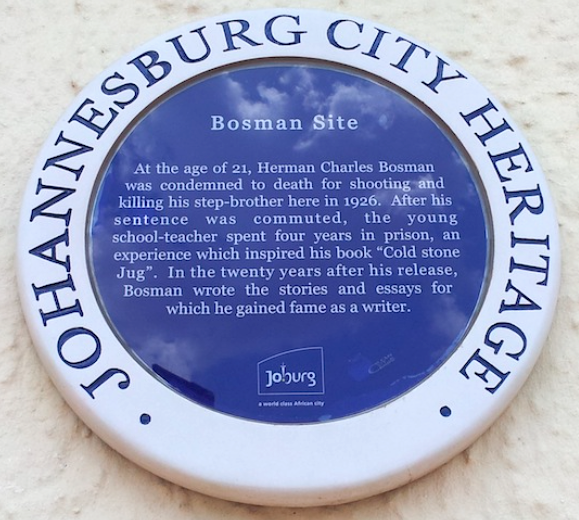 JOHANNESBURG CITY HERITAGE
Bosman Site
At the age of 21, Herman Charles Bosman
was condemned to death for shooting and
killing his step-brother here in 1926. After his
sentence was commuted, the young
school-teacher spent four years in prison, an
experience which inspired his book “Cold stone
Jug”. In the twenty years after his release,
Bosman wrote the stories and essays for
which he gained fame as a writer.
Joburg
a world class African city